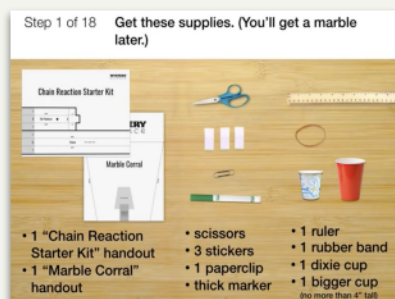 Step 1 of 18
Get these supplies. (You'll get a marble
later.)
Chain Reaction Starter Kit
Marble Corral
• 1 "Chain Reaction
Starter Kit" handout
• 1 "Marble Corral"
handout
• scissors
• 3 stickers
• 1 paperclip
• thick marker
• 1 ruler
• 1 rubber band
• 1 dixie cup
• 1 bigger cup
(no more than 4" tall)